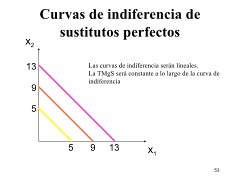 Curvas de indiferencia de
sustitutos perfectos
x2
13
9
5
Las curvas de indiferencia serán lineales.
La TMgS será constante a lo largo de la curva de
indiferencia
5 9 13 x1
53